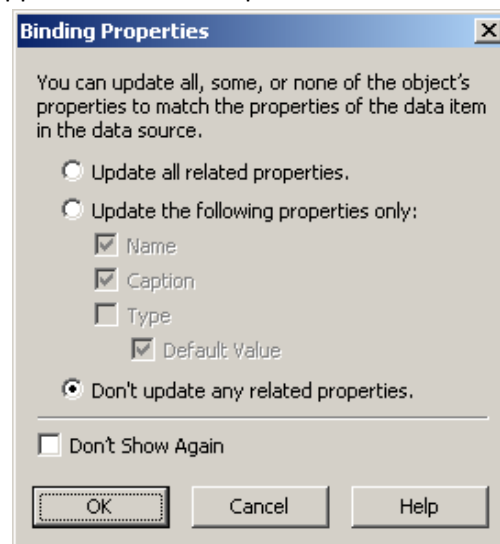 Binding Properties
You can update all, some, or none of the object's
properties to match the properties of the data item
in the data source.
Update all related properties.
Update the following properties only:
Name
Caption
Type
Default Value
Don't update any related properties.
Don't Show Again
OK Cancel Help